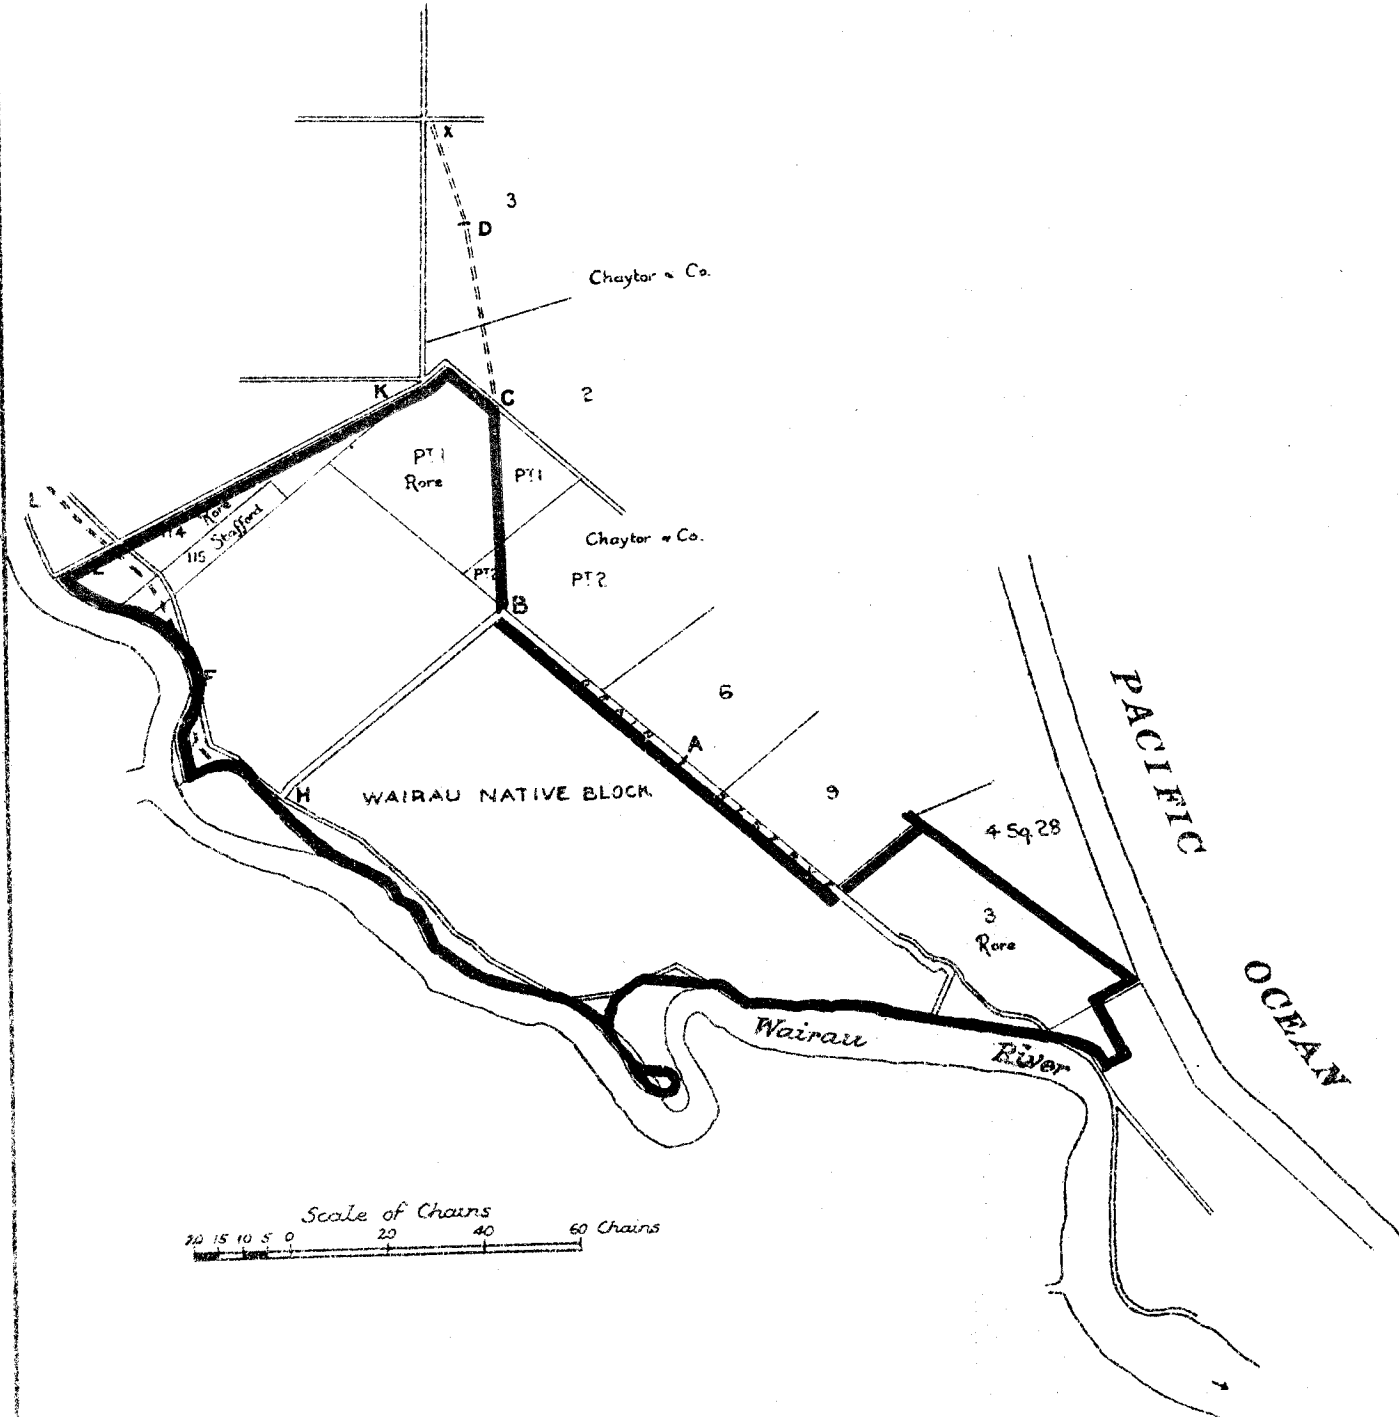 X
3
D
Chaytor & Co.
K
C
2
PT 1
Rore
PT 1
L
114 Rore
115 Stafford
Chaytor & Co.
PT 2
PT 2
B
F
6
A
H
WAIRAU NATIVE BLOCK
9
4 Sq. 28
3
Rore
PACIFIC
OCEAN
Wairau
River
Scale of Chains
20 15 10 5 0 20 40 60 Chains